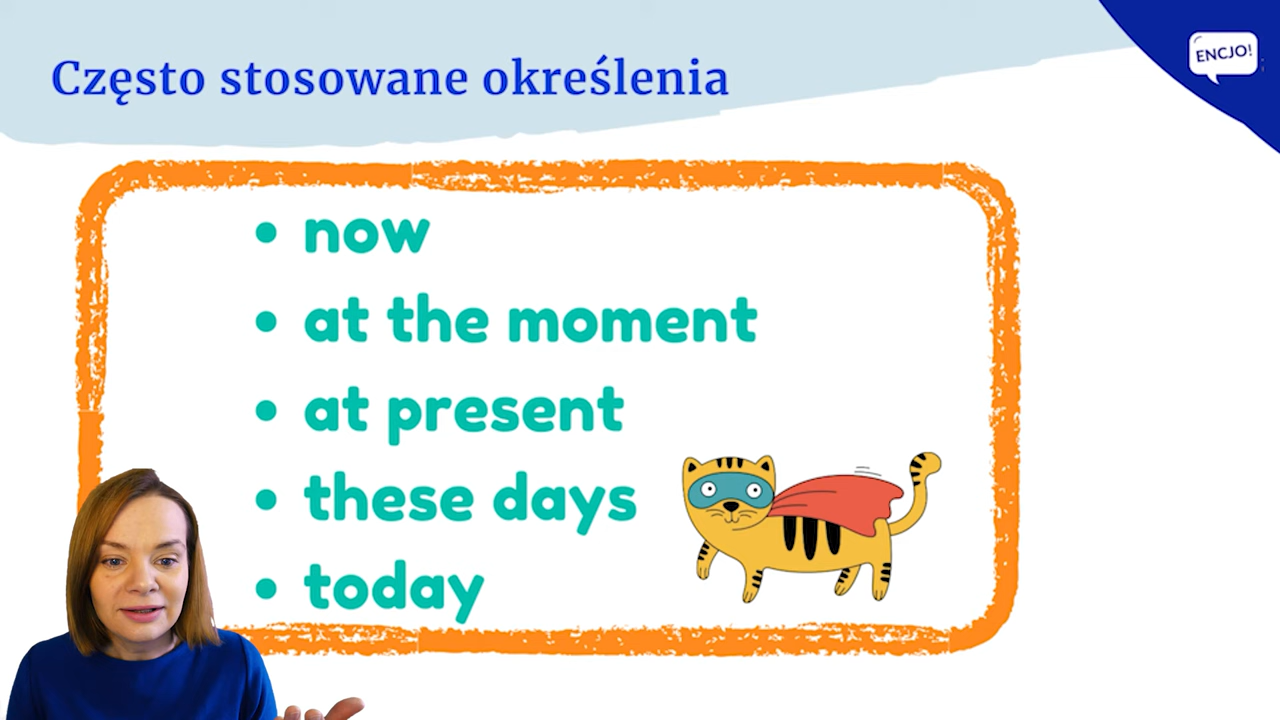 Często stosowane określenia
ENCJO!
now
at the moment
at present
these days
today